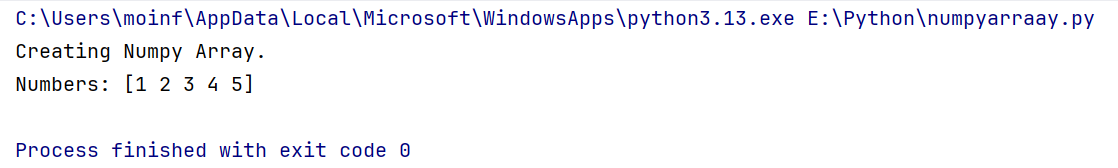 C:\Users\moinf\AppData\Local\Microsoft\WindowsApps\python3.13.exe E:\Python\numpyarraay.py
Creating Numpy Array.
Numbers: [1 2 3 4 5]
Process finished with exit code 0